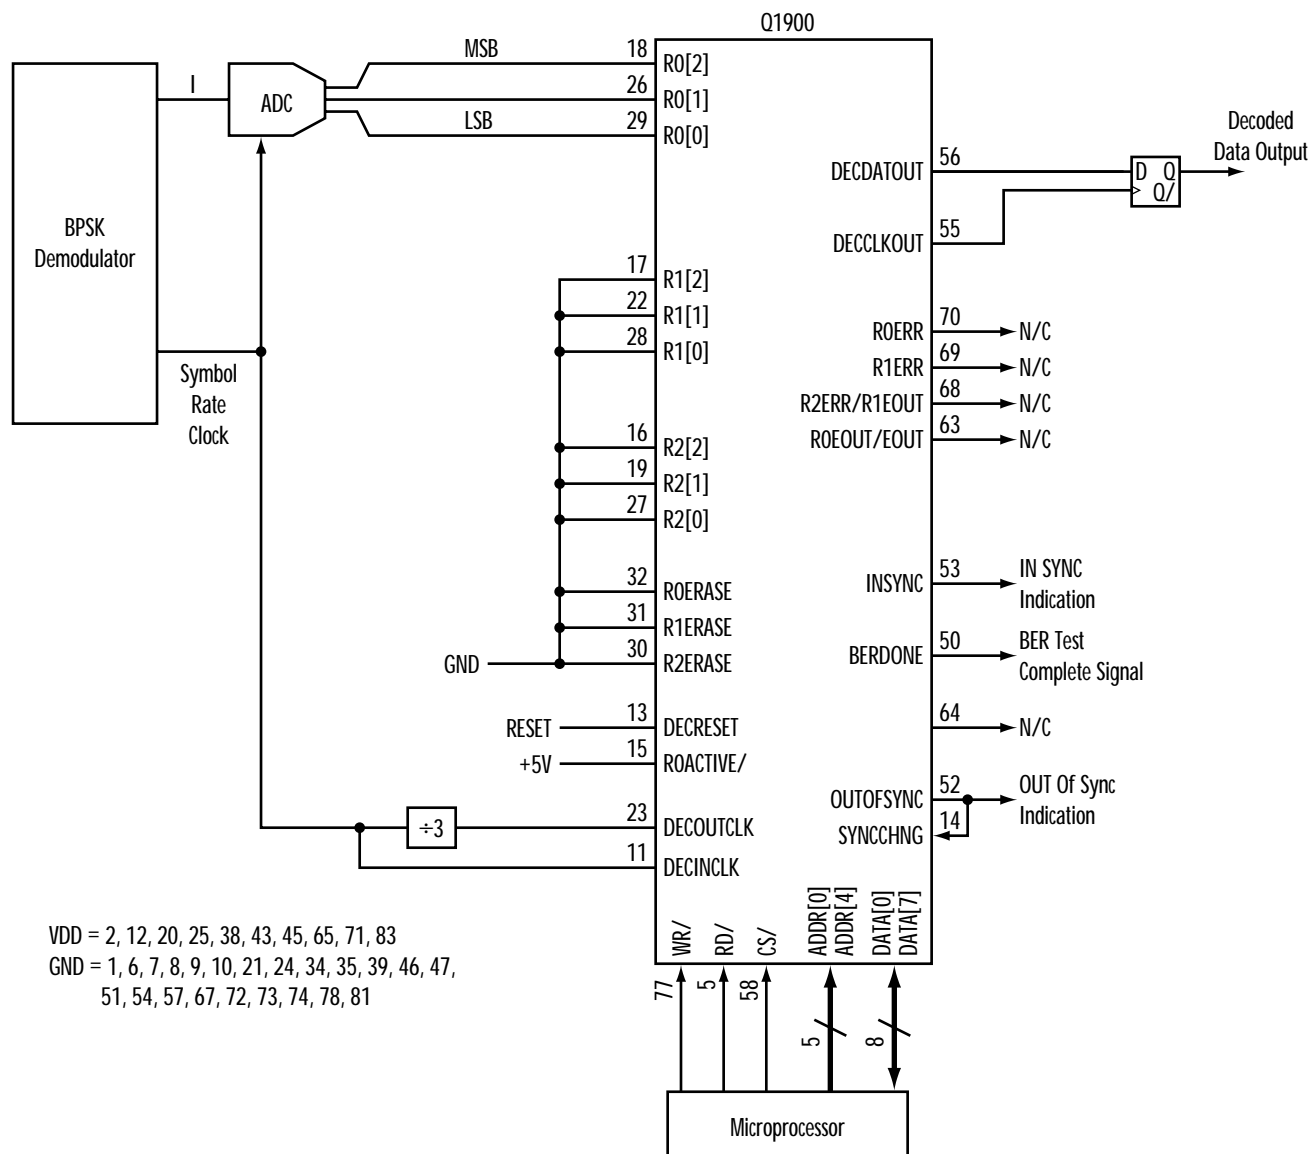 Q1900
MSB
18
R0[2]
I
ADC
26
R0[1]
LSB
29
R0[0]
Decoded
Data Output
DECDATOUT
56
D Q
Q/
BPSK
Demodulator
DECCLKOUT
55
17
R1[2]
22
R1[1]
28
R1[0]
Symbol
Rate
Clock
R0ERR
70
N/C
R1ERR
69
N/C
R2ERR/R1EOUT
68
N/C
R0EOUT/EOUT
63
N/C
16
R2[2]
19
R2[1]
27
R2[0]
32
R0ERASE
31
R1ERASE
GND
30
R2ERASE
INSYNC
53
IN SYNC
Indication
BERDONE
50
BER Test
Complete Signal
RESET
13
DECRESET
64
N/C
+5V
15
R0ACTIVE/
OUTOFSYNC
52
OUT Of Sync
Indication
14
SYNCCHNG
÷3
23
DECOUTCLK
11
DECINCLK
WR/
RD/
CS/
ADDR[0]
ADDR[4]
DATA[0]
DATA[7]
77
5
58
5
8
VDD = 2, 12, 20, 25, 38, 43, 45, 65, 71, 83
GND = 1, 6, 7, 8, 9, 10, 21, 24, 34, 35, 39, 46, 47,
51, 54, 57, 67, 72, 73, 74, 78, 81
Microprocessor